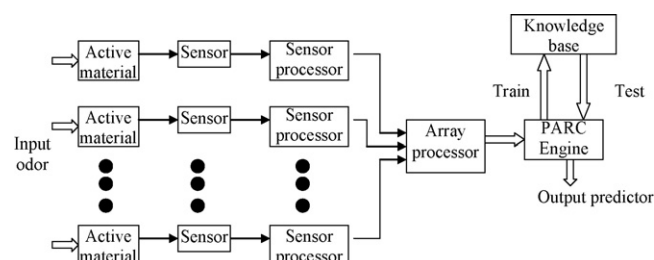 Knowledge
base
Active
material
Sensor
Sensor
processor
Train
Test
Active
material
Sensor
Sensor
processor
Input
odor
Array
processor
PARC
Engine
Output predictor
Active
material
Sensor
Sensor
processor